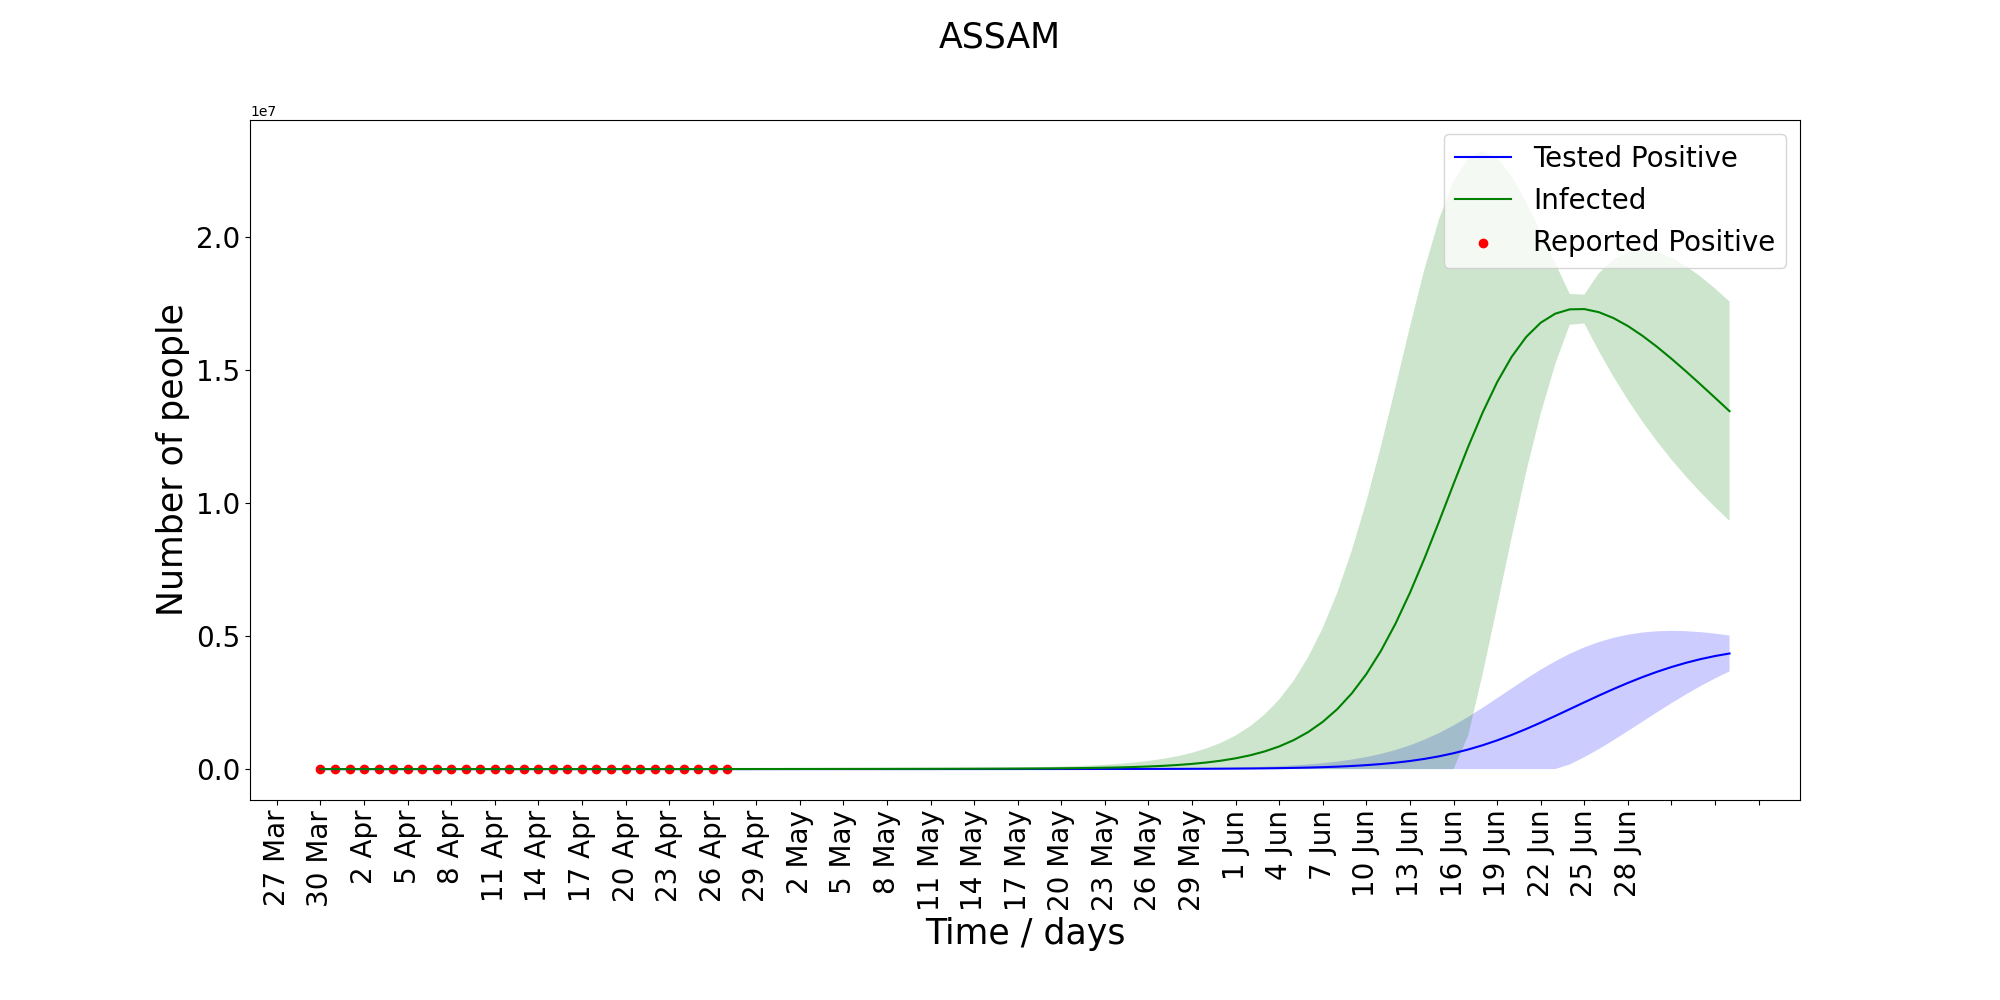 ASSAM
1e7
Tested Positive
Infected
Reported Positive
Number of people
2.0
1.5
1.0
0.5
0.0
27 Mar
30 Mar
2 Apr
5 Apr
8 Apr
11 Apr
14 Apr
17 Apr
20 Apr
23 Apr
26 Apr
29 Apr
2 May
5 May
8 May
11 May
14 May
17 May
20 May
23 May
26 May
29 May
1 Jun
4 Jun
7 Jun
10 Jun
13 Jun
16 Jun
19 Jun
22 Jun
25 Jun
28 Jun
Time / days